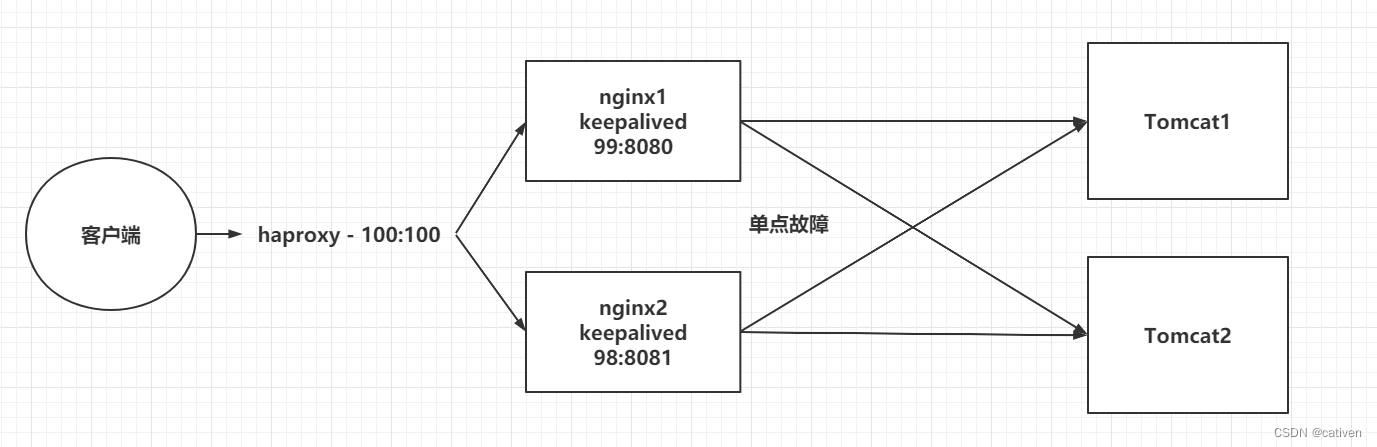 客户端
haproxy - 100:100
nginx1
keepalived
99:8080
nginx2
keepalived
98:8081
单点故障
Tomcat1
Tomcat2
CSDN @cativen